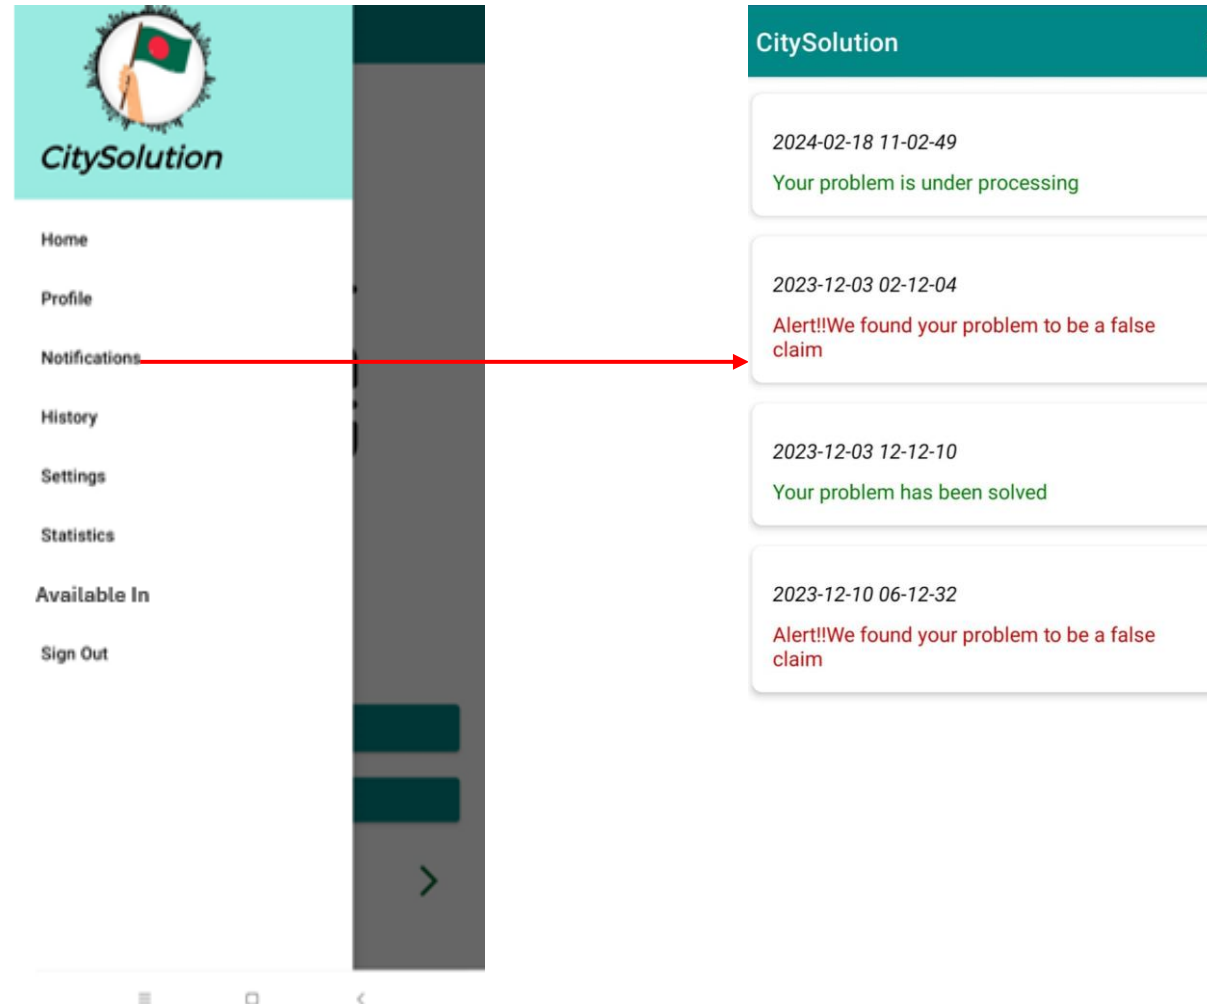 CitySolution
Home
Profile
Notifications
History
Settings
Statistics
Available In
Sign Out
CitySolution
2024-02-18 11-02-49
Your problem is under processing
2023-12-03 02-12-04
Alert!!We found your problem to be a false
claim
2023-12-03 12-12-10
Your problem has been solved
2023-12-10 06-12-32
Alert!!We found your problem to be a false
claim